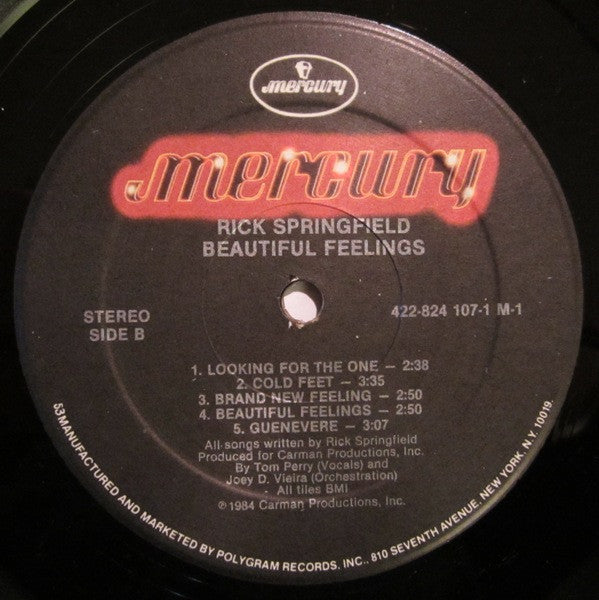 mercury
mercury
RICK SPRINGFIELD
BEAUTIFUL FEELINGS
STEREO
SIDE B
422-824 107-1 M-1
1. LOOKING FOR THE ONE – 2:38
2. COLD FEET – 3:35
3. BRAND NEW FEELING – 2:50
4. BEAUTIFUL FEELINGS – 2:50
5. GUENEVERE – 3:07
All songs written by Rick Springfield
Produced for Carman Productions, Inc.
By Tom Perry (Vocals) and
Joey D. Vieira (Orchestration)
All tiles BMI
℗1984 Carman Productions, Inc.
53 MANUFACTURED AND MARKETED BY POLYGRAM RECORDS. INC., 810 SEVENTH AVENUE. NEW YORK. N.Y. 10019.